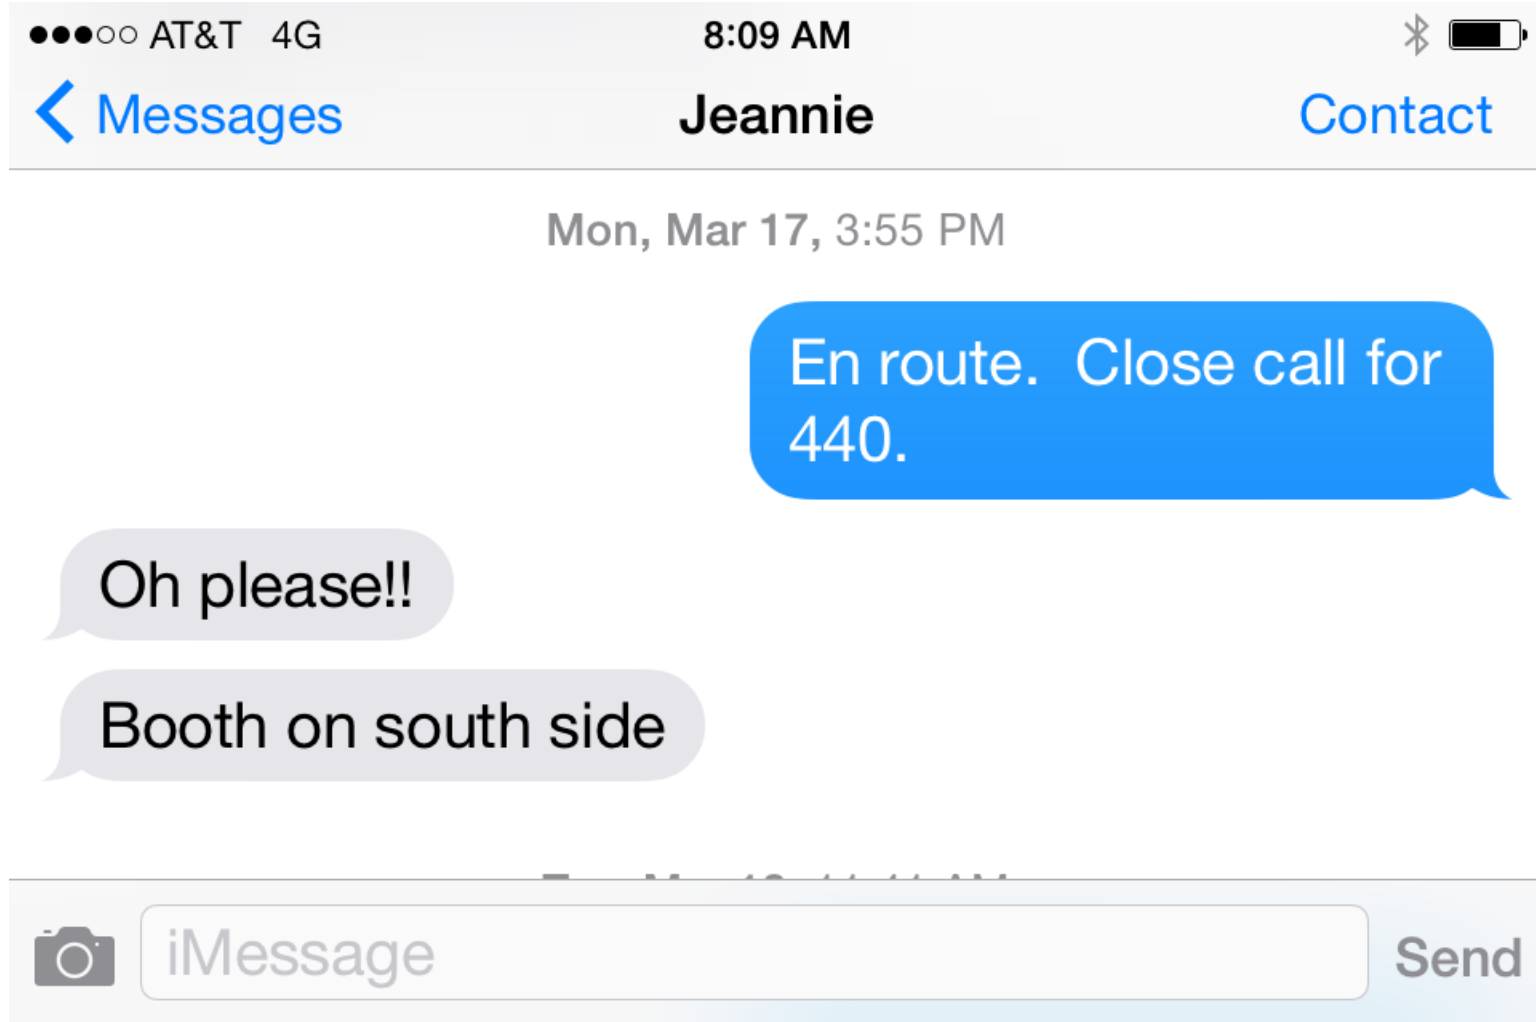 AT&T 4G 8:09 AM
Messages Jeannie Contact
Mon, Mar 17, 3:55 PM
En route.  Close call for
440.
Oh please!!
Booth on south side
iMessage Send